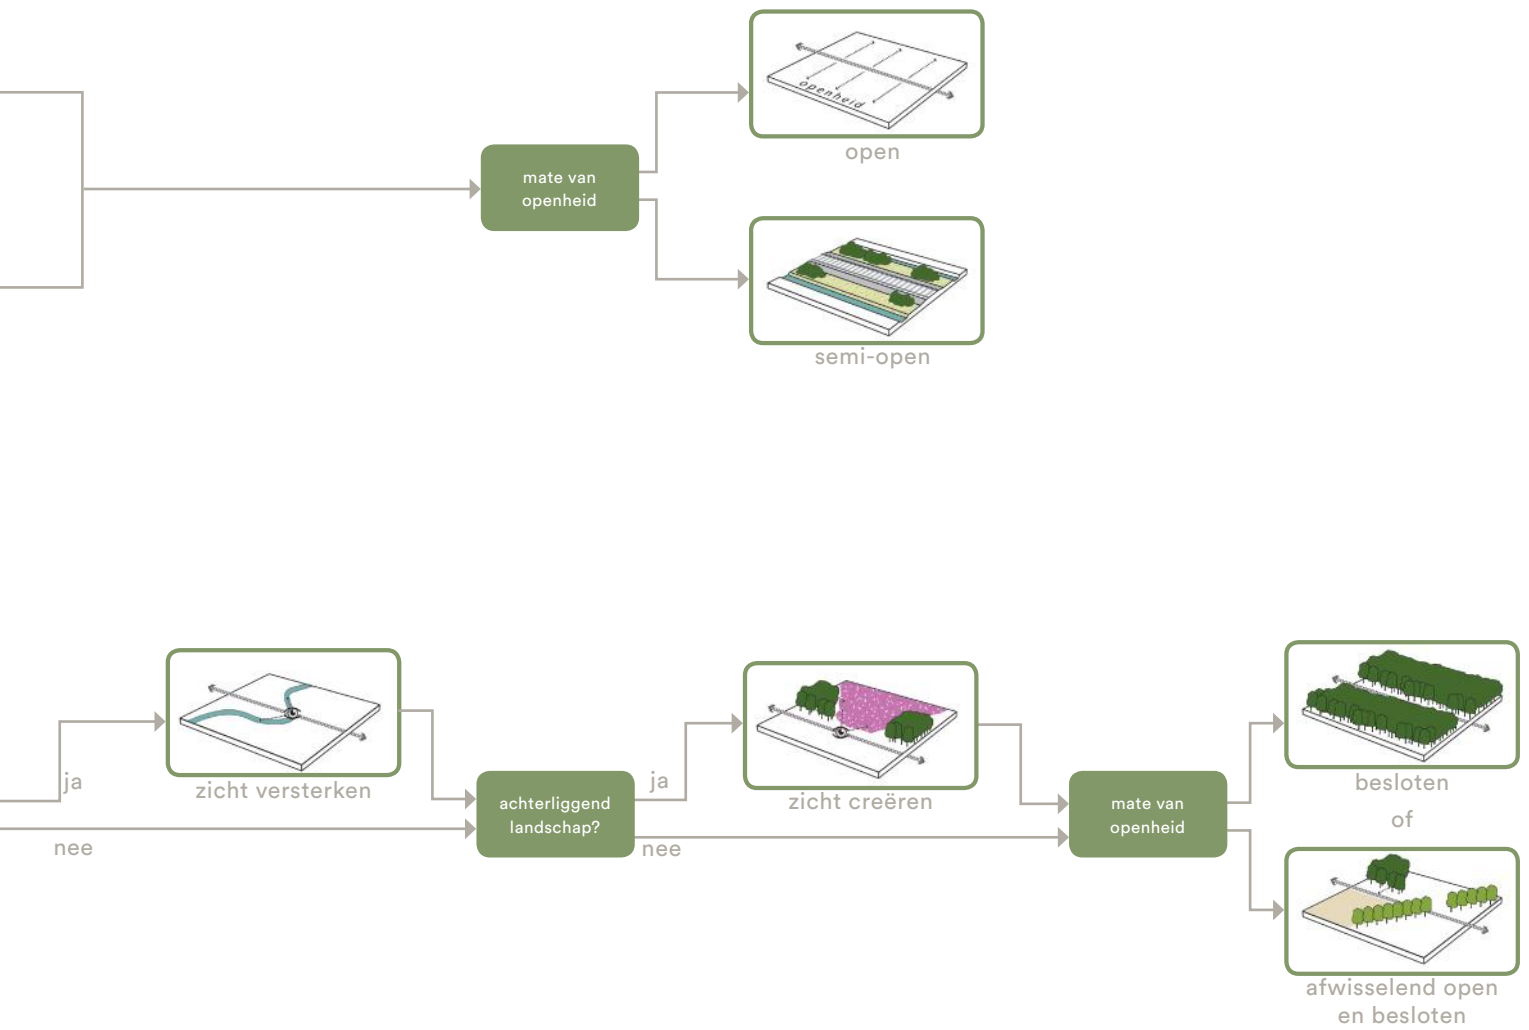 openheid
open
mate van
openheid
semi-open
ja
nee
zicht versterken
achterliggend
landschap?
ja
nee
zicht creëren
mate van
openheid
besloten
of
afwisselend open
en besloten